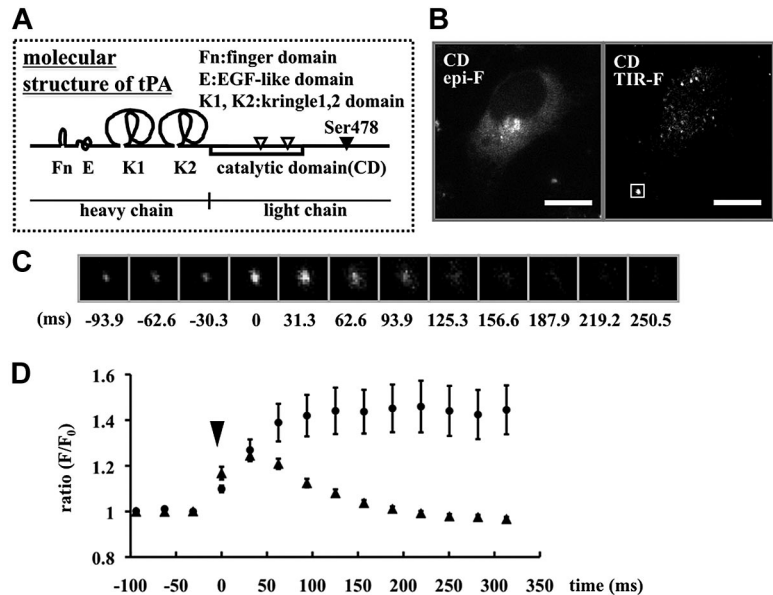 A
molecular
structure of tPA
Fn:finger domain
E:EGF-like domain
K1, K2:kringle1,2 domain
Ser478
Fn E K1 K2 catalytic domain(CD)
heavy chain light chain
B
CD
epi-F
CD
TIR-F
C
(ms) -93.9 -62.6 -30.3 0 31.3 62.6 93.9 125.3 156.6 187.9 219.2 250.5
D
ratio (F/F0)
1.6
1.4
1.2
1
0.8
-100 -50 0 50 100 150 200 250 300 350 time (ms)